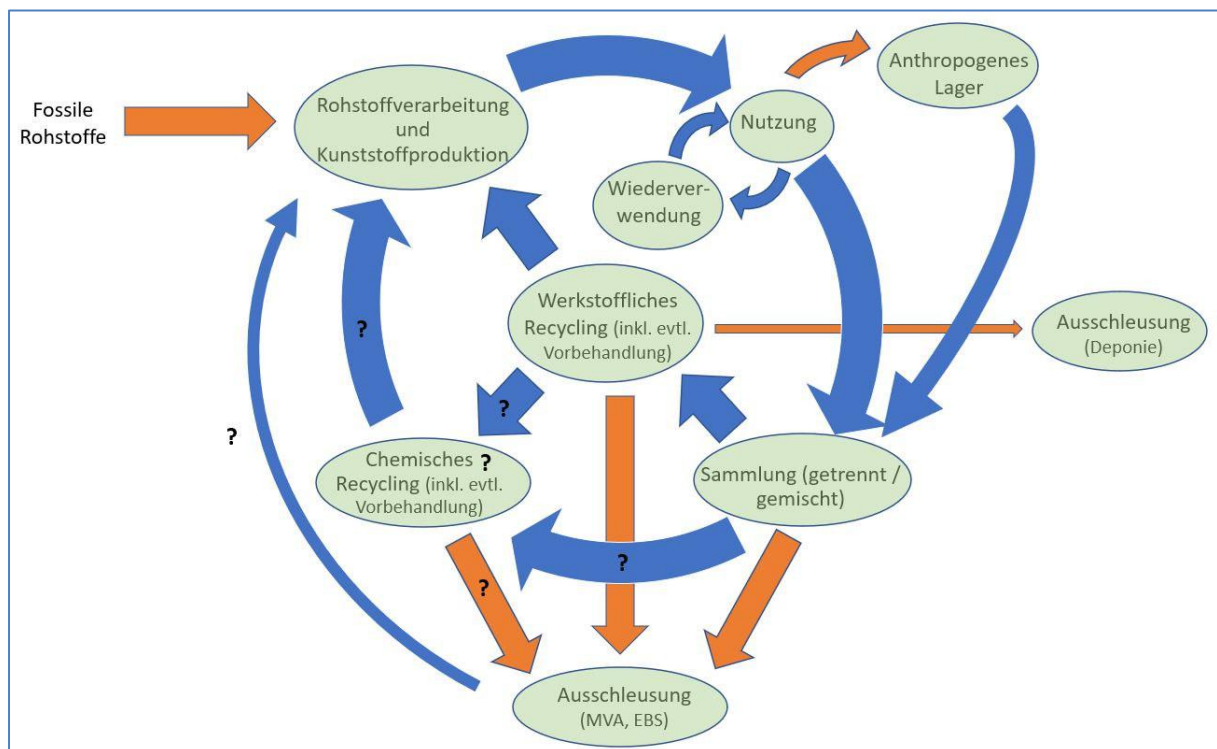 Fossile
Rohstoffe
Rohstoffverarbeitung
und
Kunststoffproduktion
Nutzung
Anthropogenes
Lager
Wiederver-
wendung
Werkstoffliches
Recycling (inkl. evtl.
Vorbehandlung)
Ausschleusung
(Deponie)
?
?
?
Chemisches ?
Recycling (inkl. evtl.
Vorbehandlung)
Sammlung (getrennt /
gemischt)
?
?
Ausschleusung
(MVA, EBS)